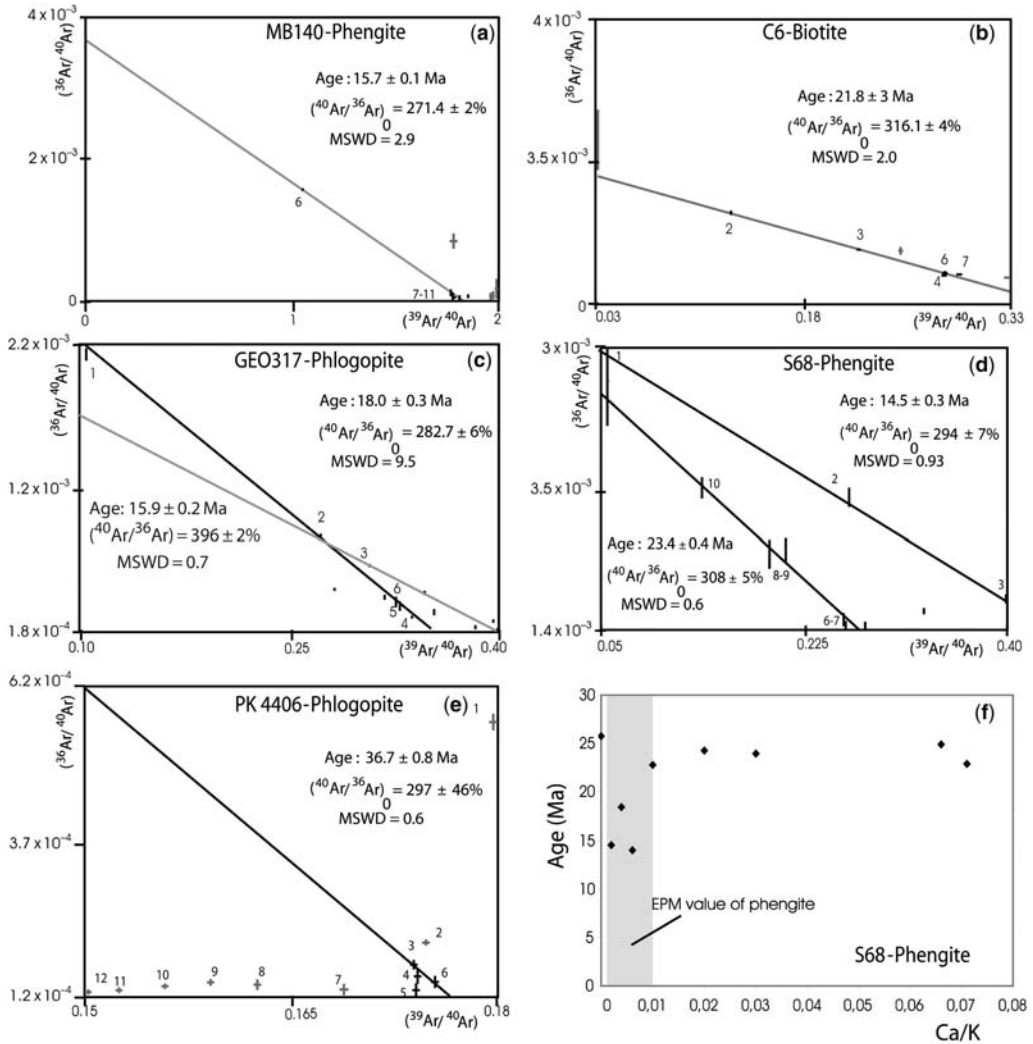 MB140-Phengite
(a)
(³⁶Ar/⁴⁰Ar)
4 x 10⁻³
Age : 15.7 ± 0.1 Ma
(⁴⁰Ar/³⁶Ar)₀ = 271.4 ± 2%
MSWD = 2.9
2 x 10⁻³
6
7-11
0
0
1
(³⁹Ar/⁴⁰Ar)
2
C6-Biotite
(b)
(³⁶Ar/⁴⁰Ar)
4 x 10⁻³
Age : 21.8 ± 3 Ma
(⁴⁰Ar/³⁶Ar)₀ = 316.1 ± 4%
MSWD = 2.0
3.5 x 10⁻³
2
3
6
7
4
0
0.03
0.18
(³⁹Ar/⁴⁰Ar)
0.33
GEO317-Phlogopite
(c)
(³⁶Ar/⁴⁰Ar)
2.2 x 10⁻³
1
Age : 18.0 ± 0.3 Ma
(⁴⁰Ar/³⁶Ar)₀ = 282.7 ± 6%
MSWD = 9.5
1.2 x 10⁻³
2
Age: 15.9 ± 0.2 Ma
(⁴⁰Ar/³⁶Ar) = 396 ± 2%
MSWD = 0.7
3
6
5
4
1.8 x 10⁻⁴
0.10
0.25
(³⁹Ar/⁴⁰Ar)
0.40
S68-Phengite
(d)
(³⁶Ar/⁴⁰Ar)
3 x 10⁻³
1
Age : 14.5 ± 0.3 Ma
(⁴⁰Ar/³⁶Ar)₀ = 294 ± 7%
MSWD = 0.93
2
10
3.5 x 10⁻³
Age : 23.4 ± 0.4 Ma
(⁴⁰Ar/³⁶Ar)₀ = 308 ± 5%
MSWD = 0.6
8-9
3
6-7
1.4 x 10⁻³
0.05
0.225
(³⁹Ar/⁴⁰Ar)
0.40
PK 4406-Phlogopite
(e)
(³⁶Ar/⁴⁰Ar)
6.2 x 10⁻⁴
1
Age : 36.7 ± 0.8 Ma
(⁴⁰Ar/³⁶Ar)₀ = 297 ± 46%
MSWD = 0.6
3.7 x 10⁻⁴
2
3
12
11
10
9
8
7
4
6
5
1.2 x 10⁻⁴
0.15
0.165
(³⁹Ar/⁴⁰Ar)
0.18
(f)
Age (Ma)
30
25
20
15
10
5
0
EPM value of phengite
S68-Phengite
0
0,01
0,02
0,03
0,04
0,05
0,06
0,07
0,08
Ca/K